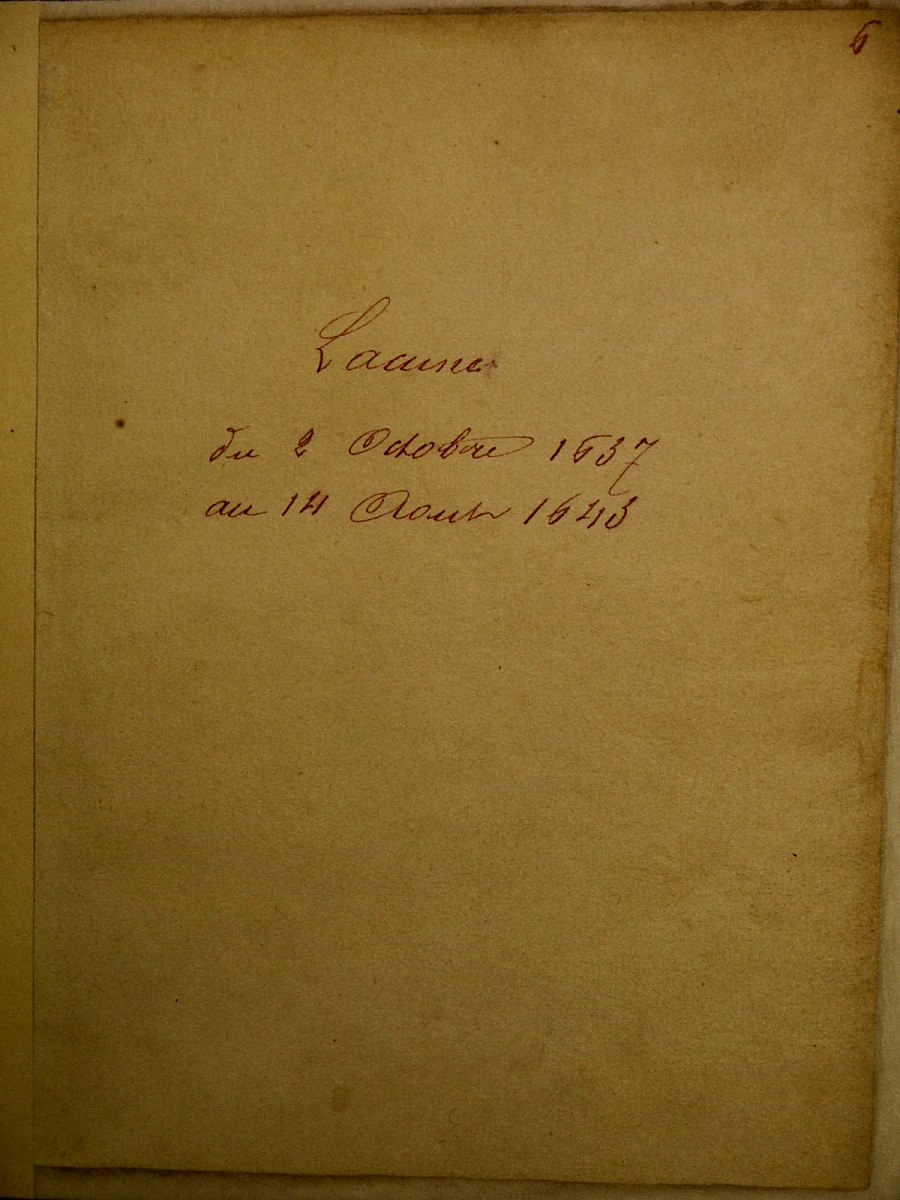 6
Lacune
du 2 Octobre 1637
au 14 Aout 1643